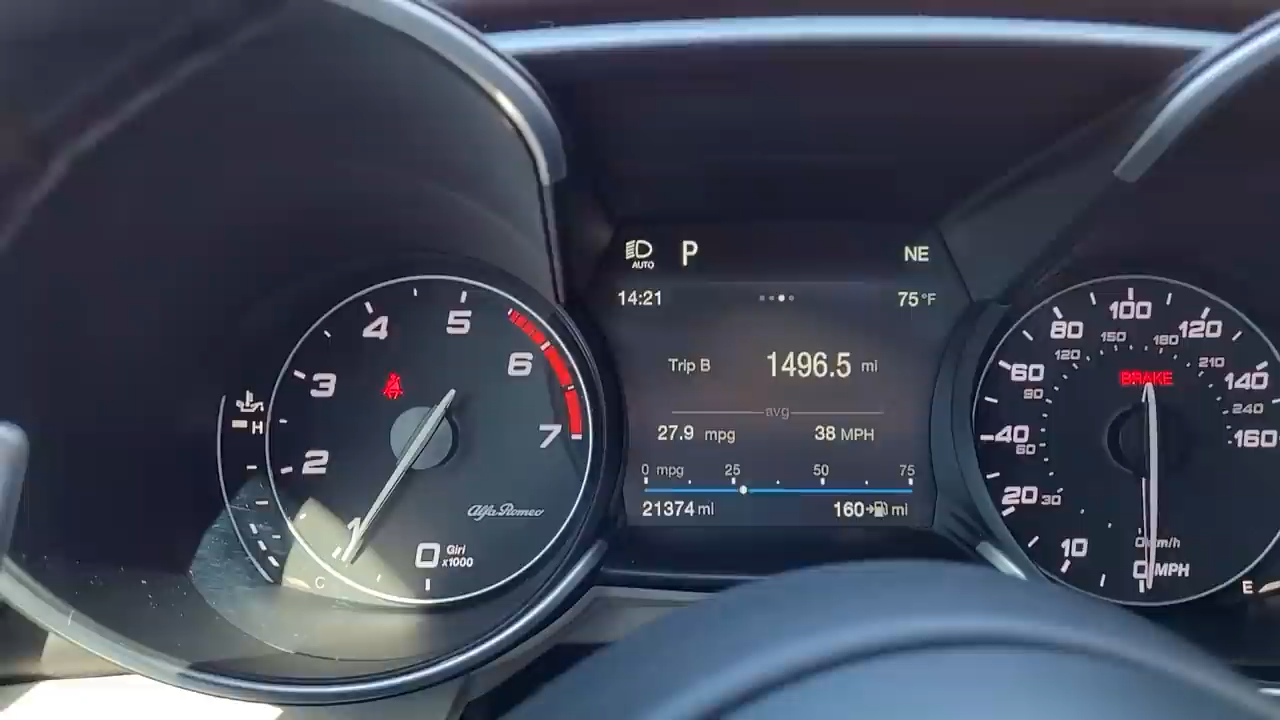 AUTO
P
NE
14:21
75°F
Trip B
1496.5 mi
avg
27.9 mpg
38 MPH
0 mpg 25 50 75
21374 mi
160 mi
H
C
0
1
2
3
4
5
6
7
Alfa Romeo
Giri
x1000
BRAKE
0 km/h
0 MPH
10
20
30
40
60
60
90
80
120
100
150
120
180
140
210
160
240
E